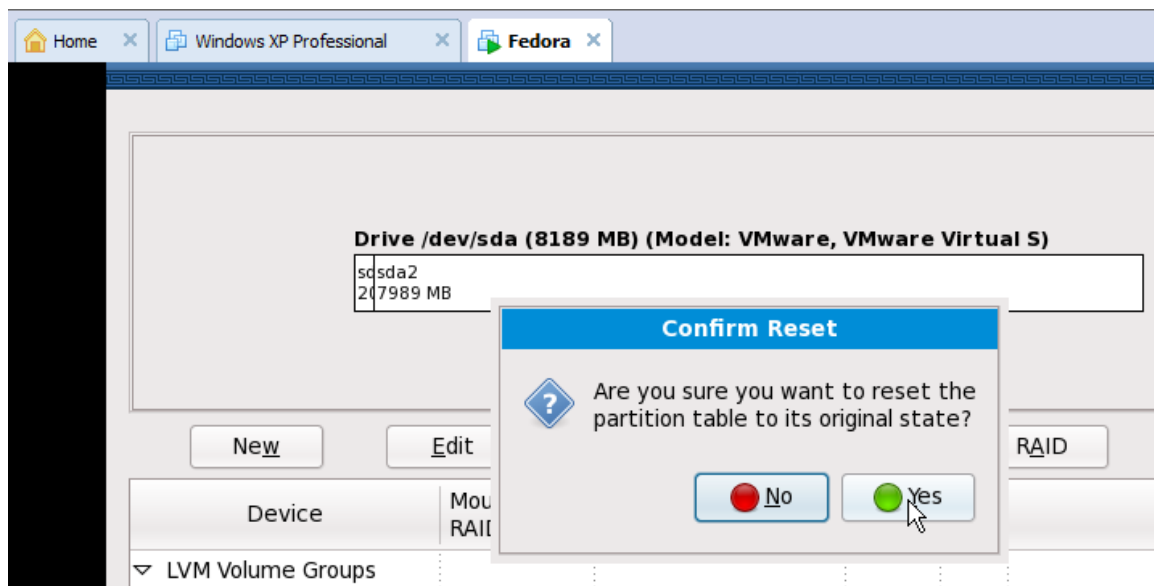 Home
Windows XP Professional
Fedora
Drive /dev/sda (8189 MB) (Model: VMware, VMware Virtual S)
sda2
7989 MB
Confirm Reset
Are you sure you want to reset the
partition table to its original state?
No Yes
New Edit RAID
Device
LVM Volume Groups